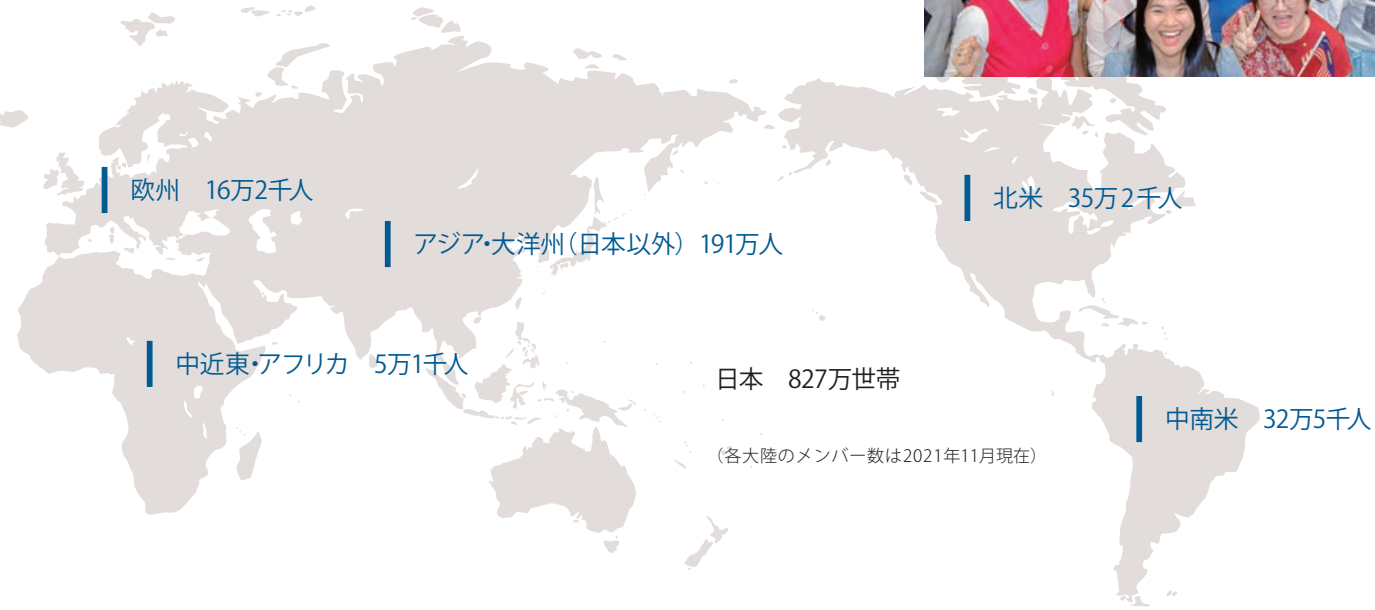 欧州　16万2千人
北米　35万2千人
アジア・大洋州（日本以外） 191万人
中近東・アフリカ　5万1千人
日本　827万世帯
中南米　32万5千人
（各大陸のメンバー数は2021年11月現在）